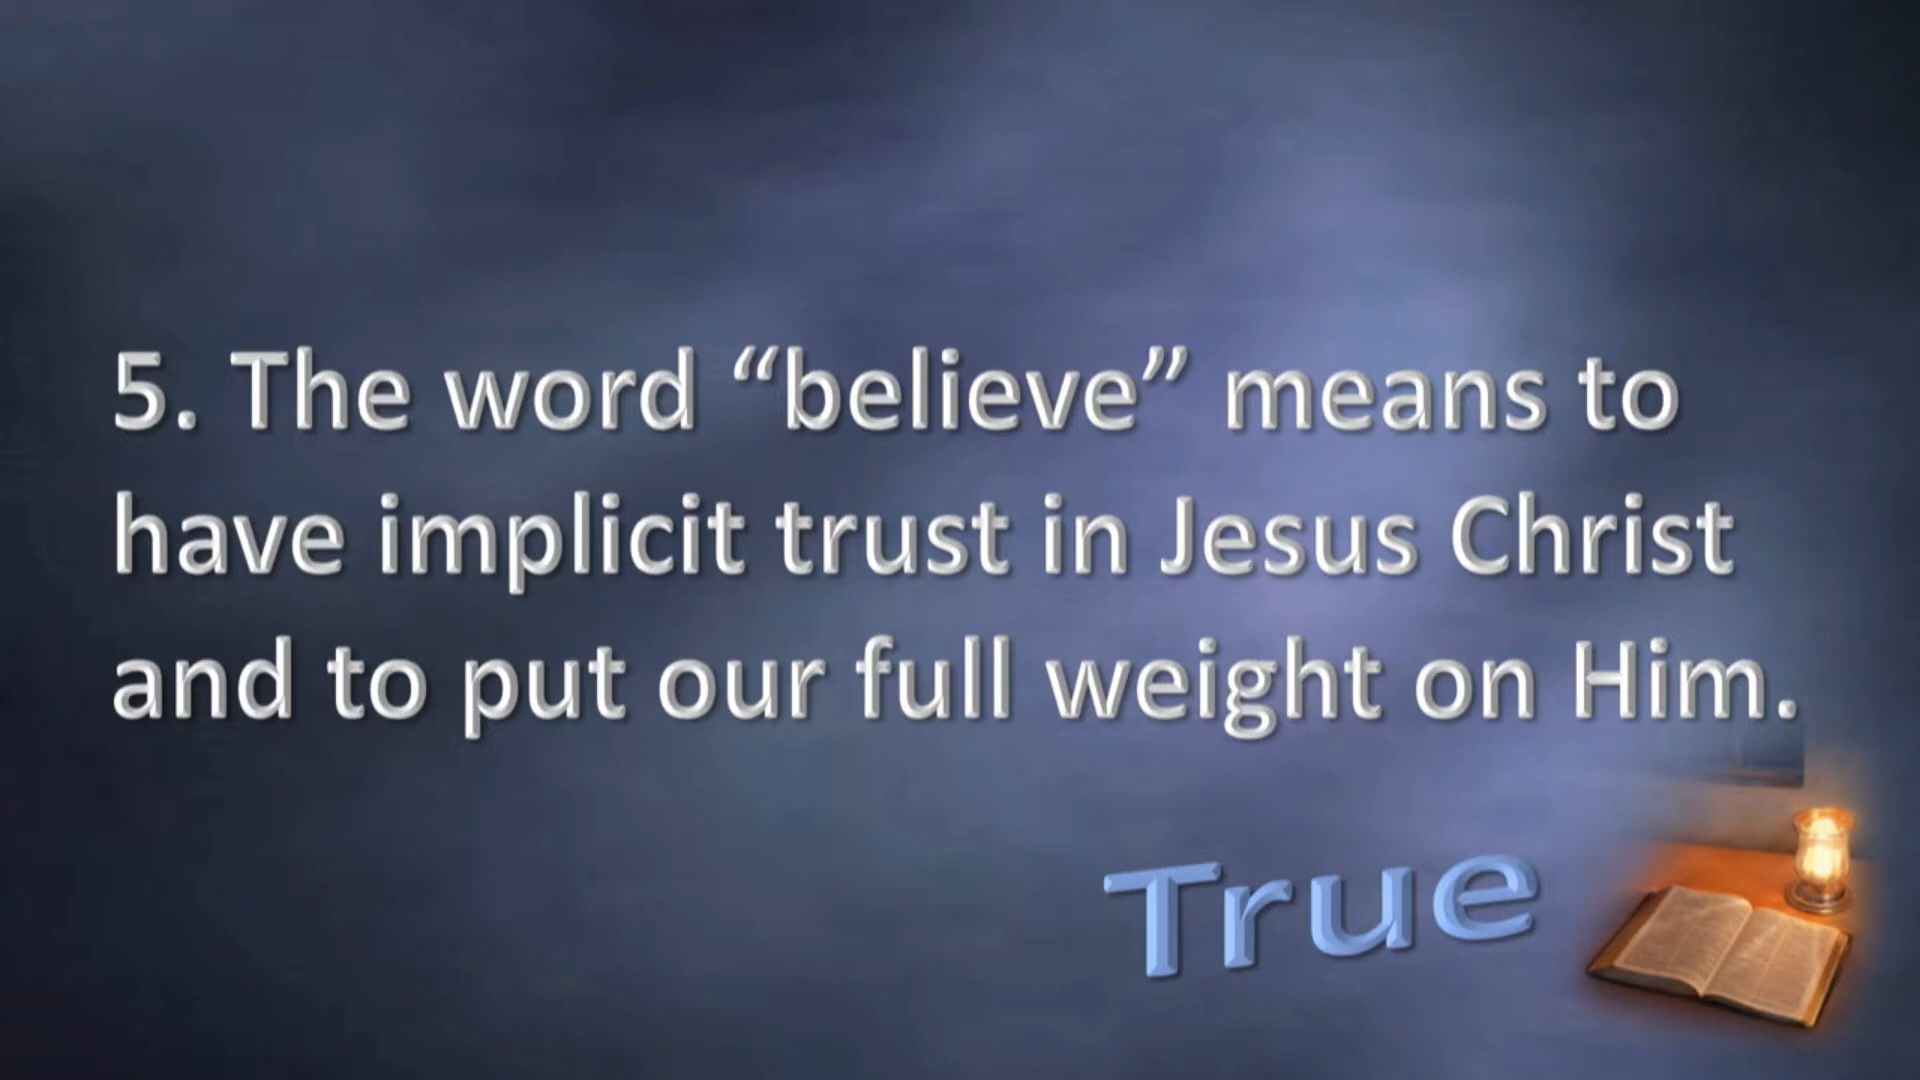 5. The word “believe” means to
have implicit trust in Jesus Christ
and to put our full weight on Him.
True